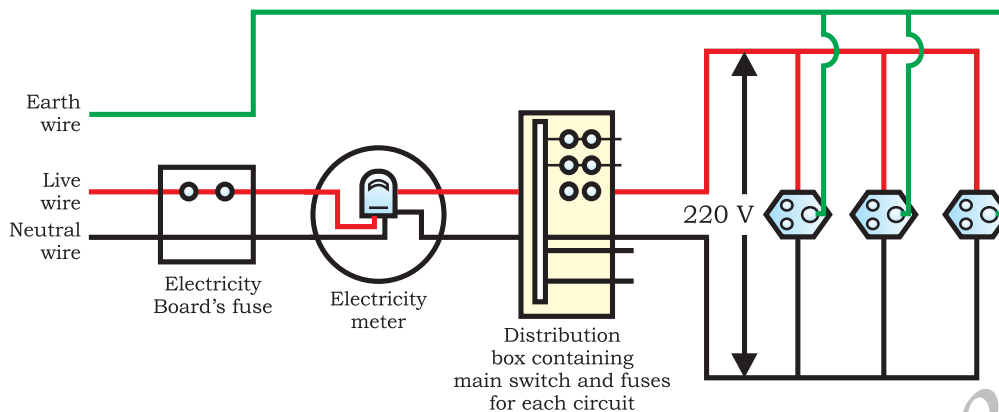 Earth
wire
Live
wire
Neutral
wire
220 V
Electricity
Board's fuse
Electricity
meter
Distribution
box containing
main switch and fuses
for each circuit